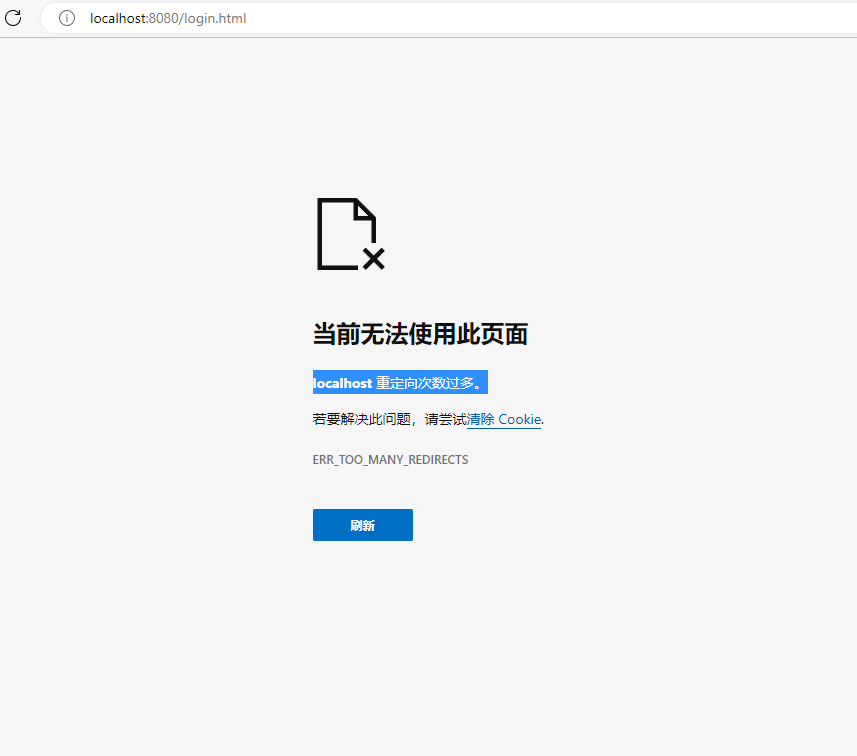 localhost:8080/login.html
当前无法使用此页面
localhost 重定向次数过多。
若要解决此问题，请尝试清除 Cookie.
ERR_TOO_MANY_REDIRECTS
刷新